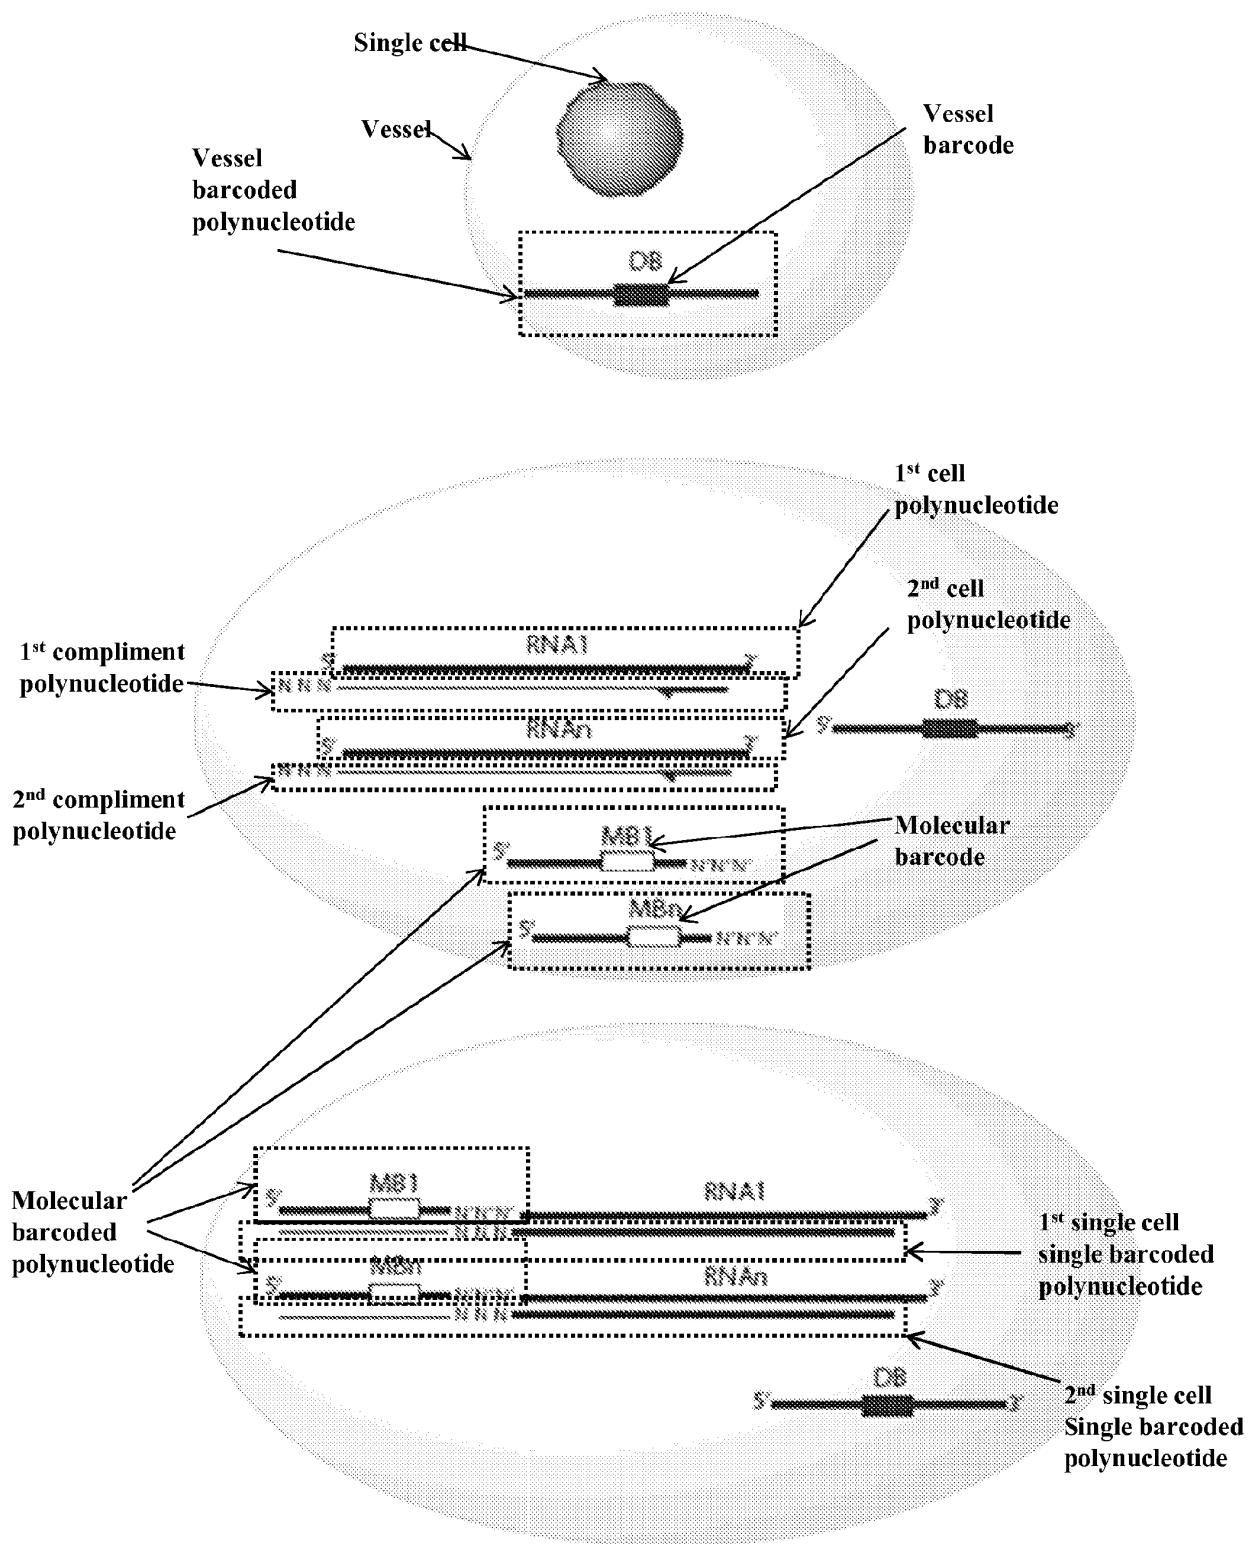 Single cell
Vessel
Vessel
barcode
Vessel
barcoded
polynucleotide
DB
1st cell
polynucleotide
2nd cell
polynucleotide
1st compliment
polynucleotide
RNA1
5' 3'
N N N
DB
5' 3'
RNAn
5' 3'
N N N
2nd compliment
polynucleotide
Molecular
barcode
MB1
5' N'N'N'
MBn
5' N'N'N'
Molecular
barcoded
polynucleotide
MB1 RNA1
5' N'N'N' 3'
N N N
1st single cell
single barcoded
polynucleotide
MBn RNAn
5' N'N'N' 3'
N N N
DB
5' 3'
2nd single cell
Single barcoded
polynucleotide